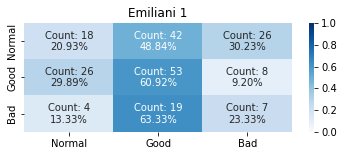 Emiliani 1
Normal
Count: 18
20.93%
Count: 42
48.84%
Count: 26
30.23%
Good
Count: 26
29.89%
Count: 53
60.92%
Count: 8
9.20%
Bad
Count: 4
13.33%
Count: 19
63.33%
Count: 7
23.33%
Normal
Good
Bad
1.0
0.8
0.6
0.4
0.2
0.0